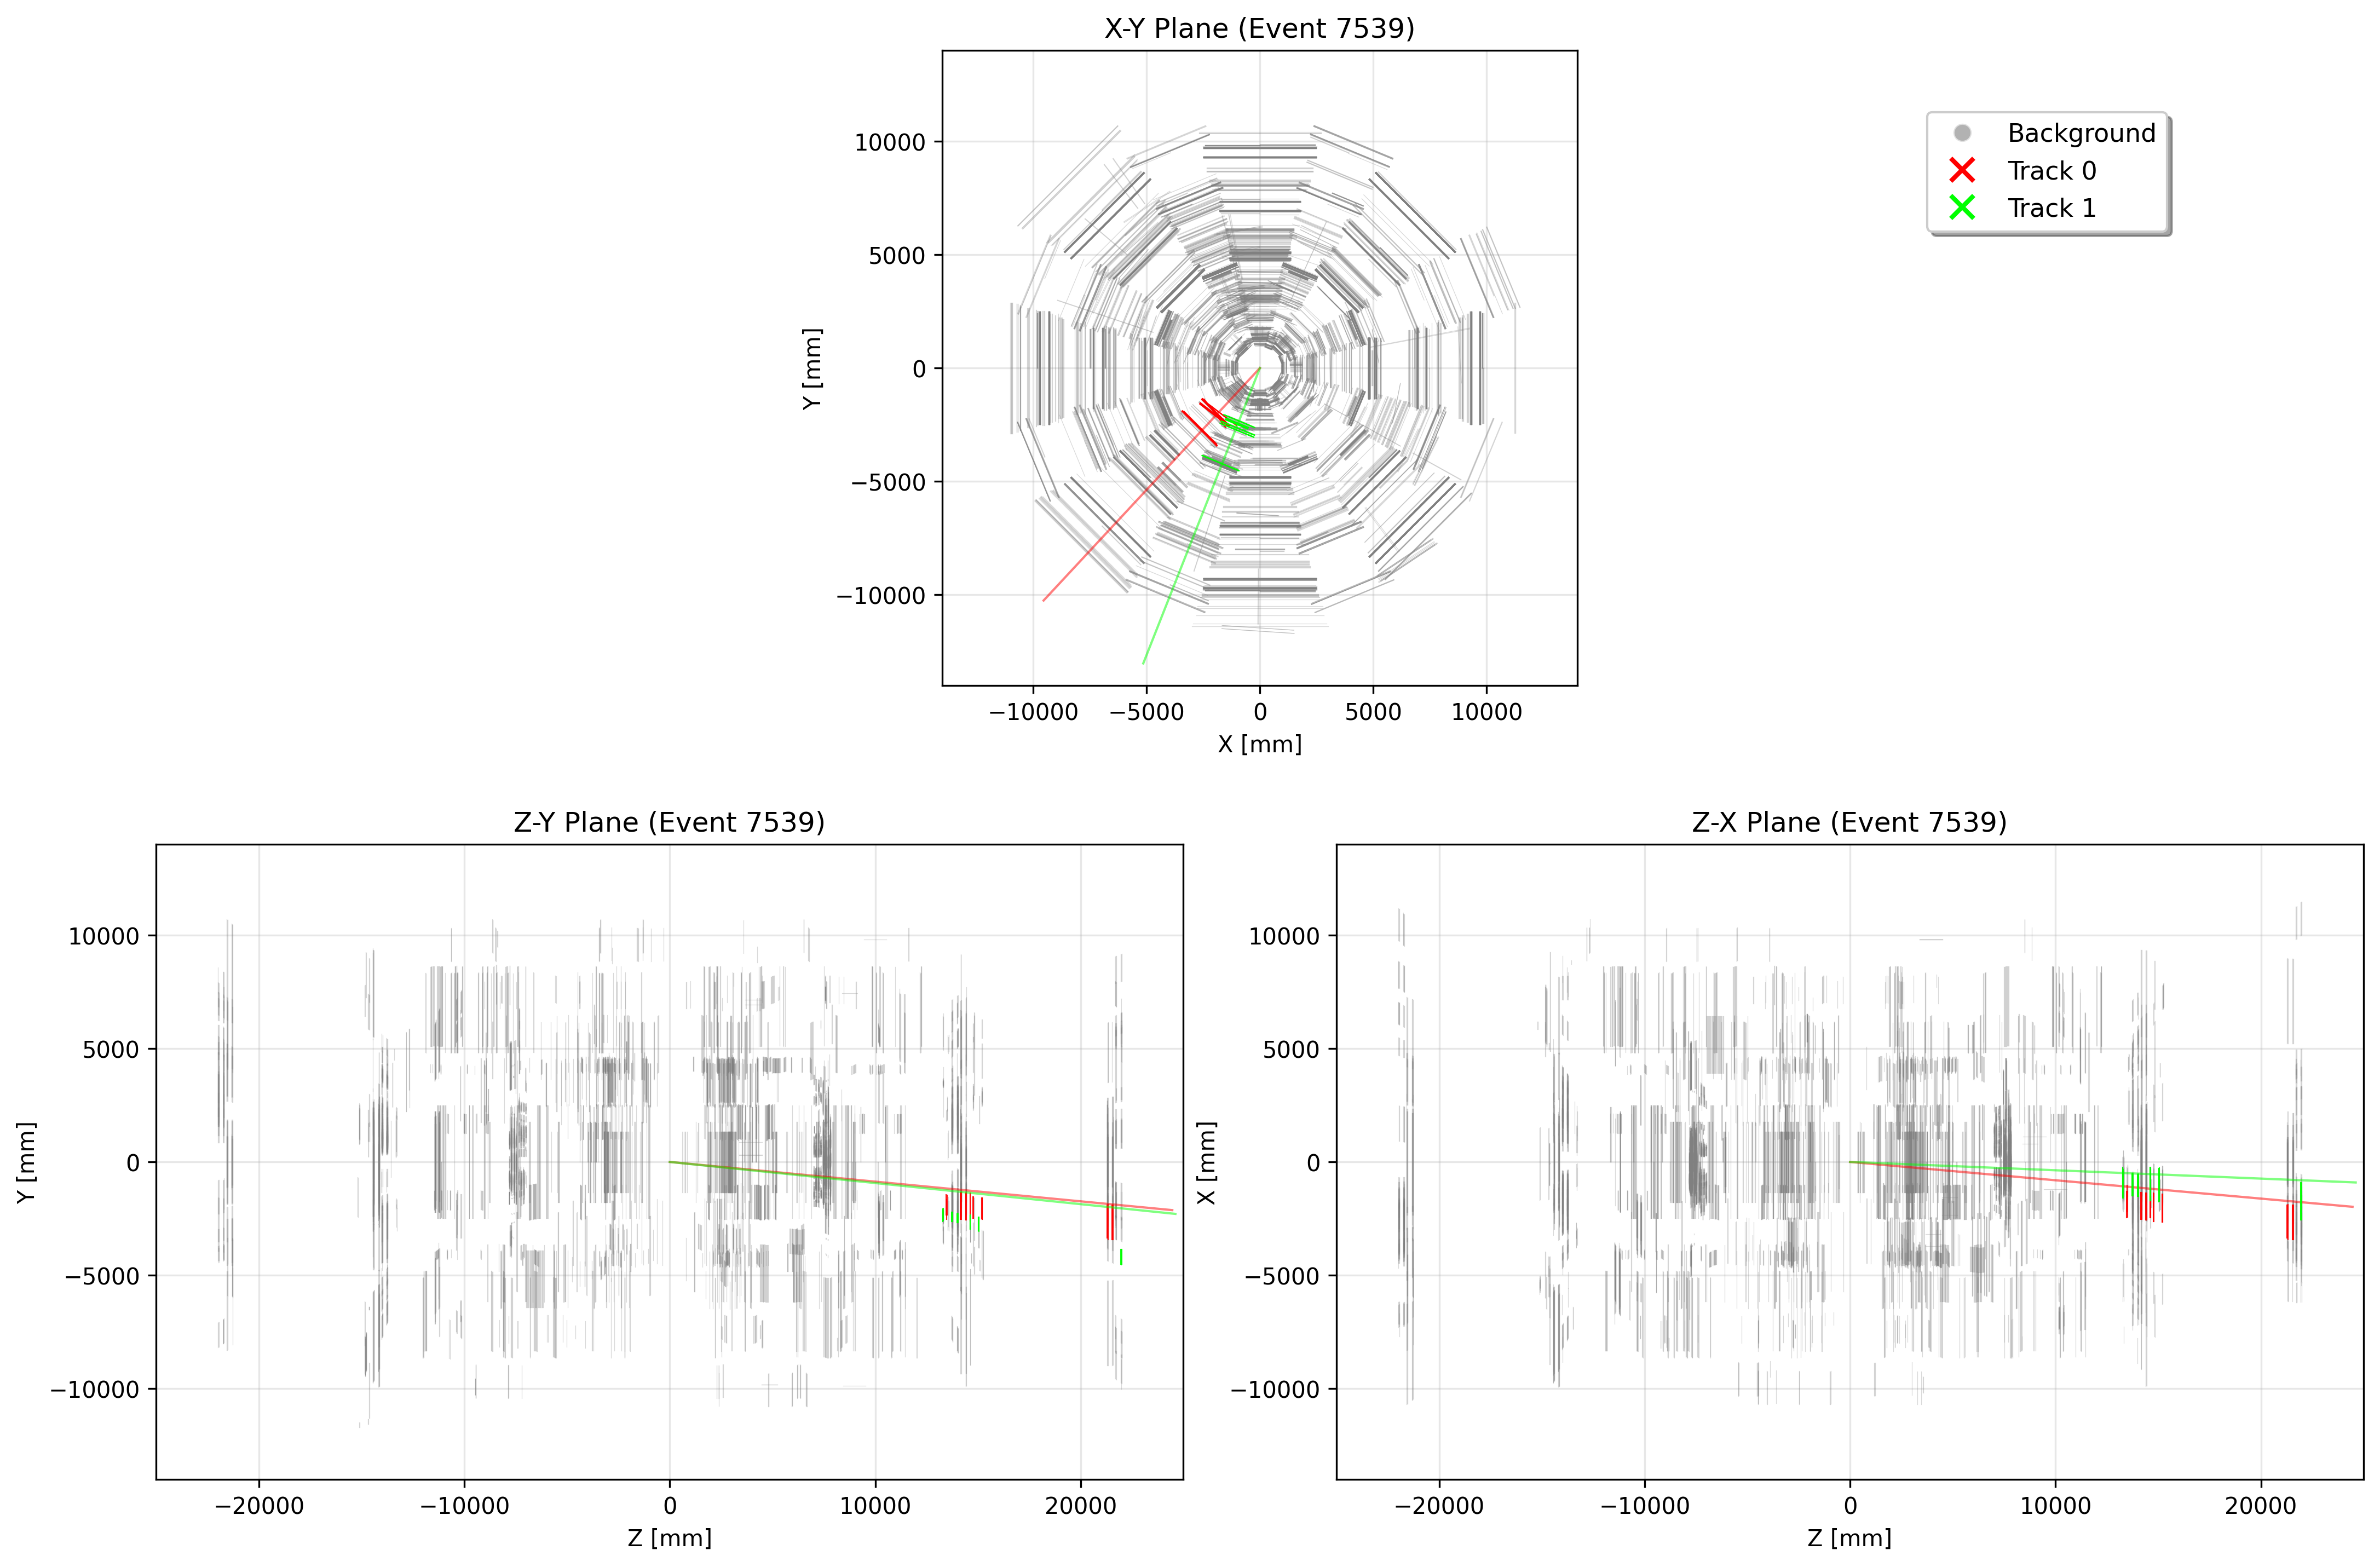 X-Y Plane (Event 7539)
Y [mm]
10000
5000
0
−5000
−10000
−10000 −5000 0 5000 10000
X [mm]
Background
Track 0
Track 1
Z-Y Plane (Event 7539)
Y [mm]
10000
5000
0
−5000
−10000
−20000 −10000 0 10000 20000
Z [mm]
Z-X Plane (Event 7539)
X [mm]
10000
5000
0
−5000
−10000
−20000 −10000 0 10000 20000
Z [mm]